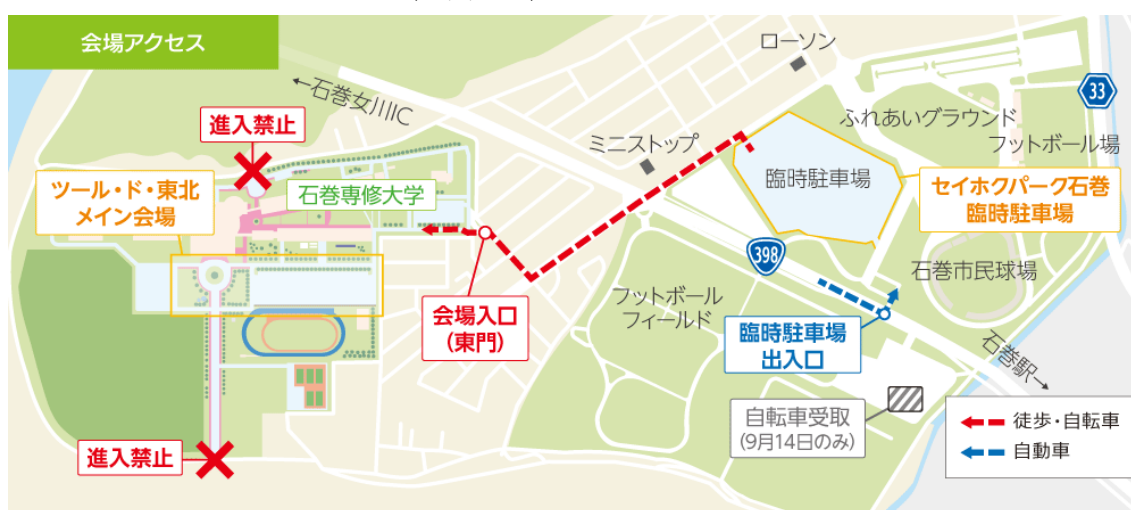 会場アクセス
ローソン
33
←石巻女川IC
進入禁止
ふれあいグラウンド
フットボール場
ミニストップ
臨時駐車場
セイホクパーク石巻
臨時駐車場
ツール・ド・東北
メイン会場
石巻専修大学
398
石巻市民球場
フットボール
フィールド
会場入口
(東門)
臨時駐車場
出入口
石巻駅→
自転車受取
(9月14日のみ)
進入禁止
徒歩・自転車
自動車